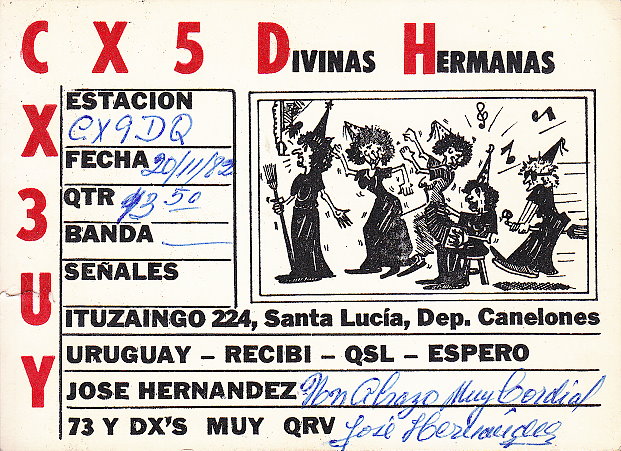 CX5 DIVINAS HERMANAS
CX3UY
ESTACION
CX9DQ
FECHA 20/11/82
QTR 13 50
BANDA
SEÑALES
ITUZAINGO 224, Santa Lucía, Dep. Canelones
URUGUAY – RECIBI – QSL – ESPERO
JOSE HERNANDEZ Abrazo Muy Cordial
73 Y DX'S MUY QRV José Hernández